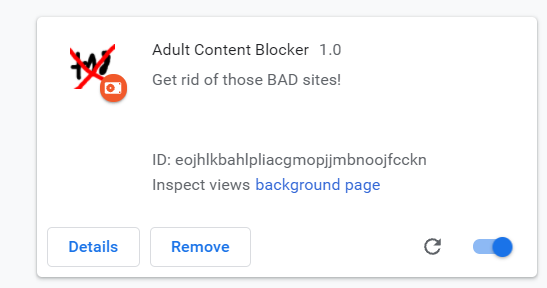 Adult Content Blocker 1.0
Get rid of those BAD sites!
ID: eojhlkbahlpliacgmopjjmbnoojfcckn
Inspect views background page
Details Remove